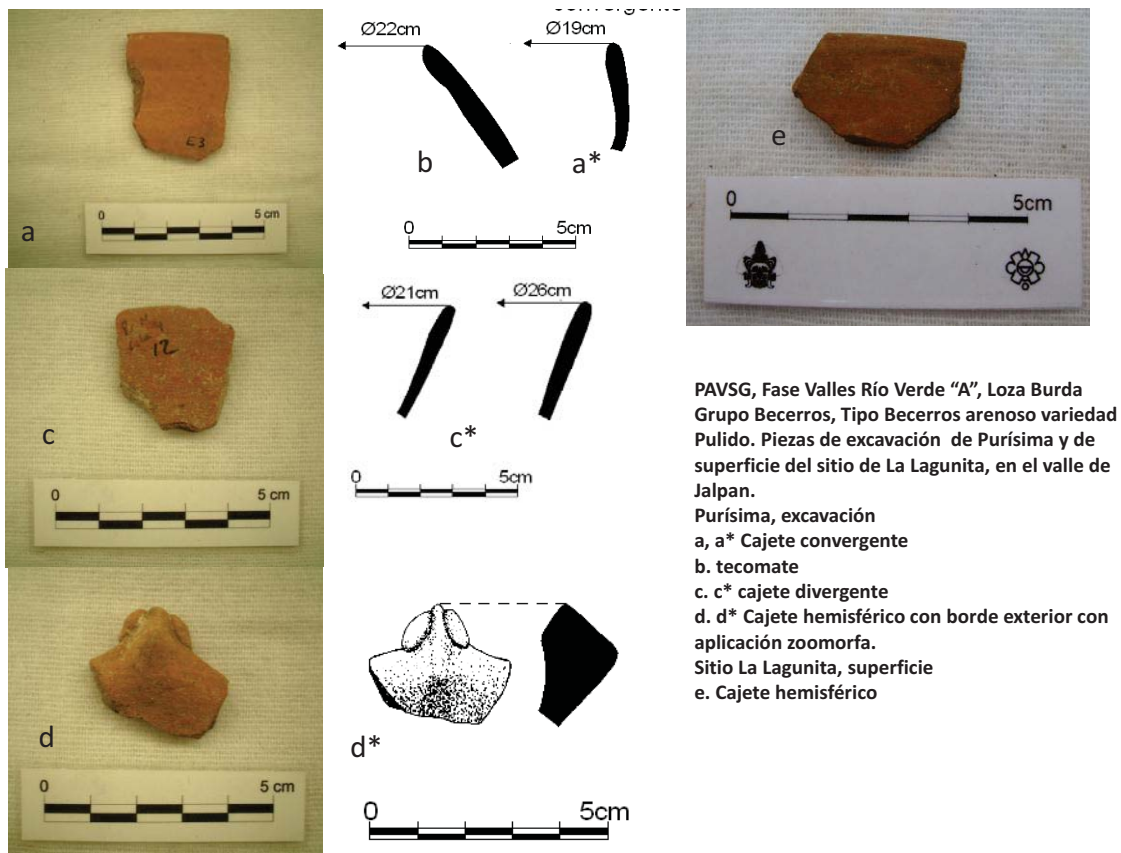 convergente
Ø22cm
Ø19cm
b
a*
0 5cm
E3
0 5 cm
a
e
0 5cm
Ø21cm
Ø26cm
c*
0 5cm
12
c
0 5 cm
d
0 5 cm
d*
0 5cm
PAVSG, Fase Valles Río Verde “A”, Loza Burda
Grupo Becerros, Tipo Becerros arenoso variedad
Pulido. Piezas de excavación de Purísima y de
superficie del sitio de La Lagunita, en el valle de
Jalpan.
Purísima, excavación
a, a* Cajete convergente
b. tecomate
c. c* cajete divergente
d. d* Cajete hemisférico con borde exterior con
aplicación zoomorfa.
Sitio La Lagunita, superficie
e. Cajete hemisférico